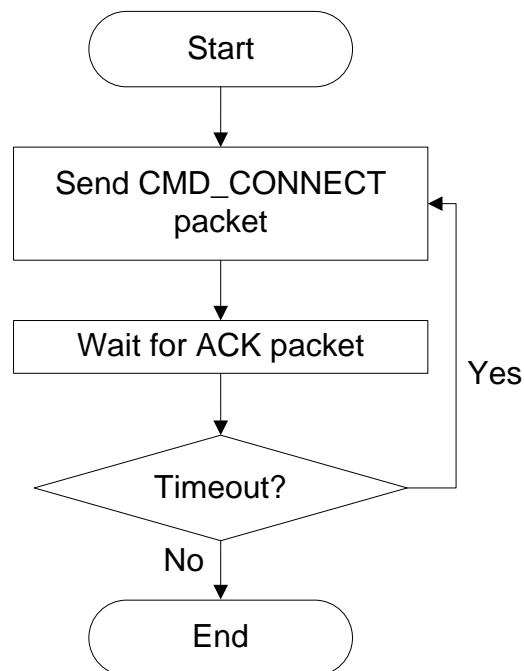 Start
Send CMD_CONNECT
packet
Wait for ACK packet
Yes
Timeout?
No
End